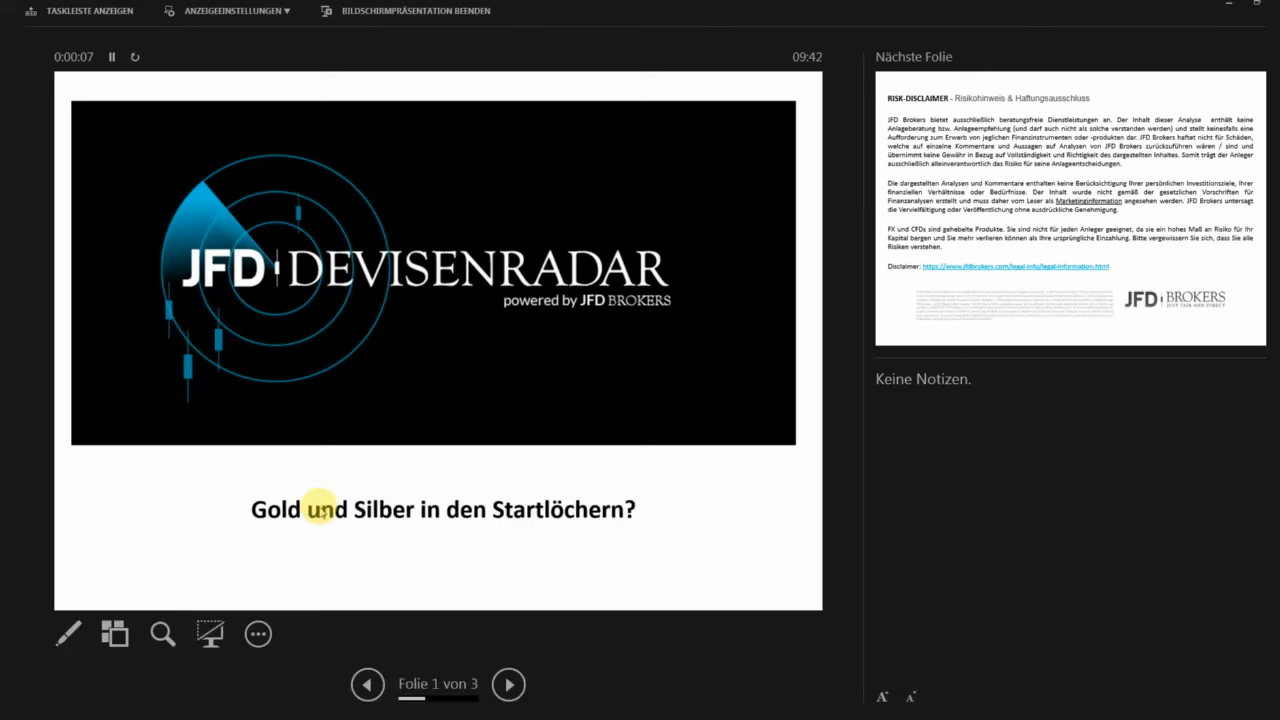 TASKLEISTE ANZEIGEN
ANZEIGEEINSTELLUNGEN ▼
BILDSCHIRMPRÄSENTATION BEENDEN
0:00:07
09:42
JFD DEVISENRADAR
powered by JFD BROKERS
Gold und Silber in den Startlöchern?
Folie 1 von 3
Nächste Folie
RISK-DISCLAIMER - Risikohinweis & Haftungsausschluss
JFD Brokers bietet ausschließlich beratungsfreie Dienstleistungen an. Der Inhalt dieser Analyse enthält keine
Anlageberatung bzw. Anlageempfehlung (und darf auch nicht als solche verstanden werden) und stellt keinesfalls eine
Aufforderung zum Erwerb von jeglichen Finanzinstrumenten oder -produkten dar. JFD Brokers haftet nicht für Schäden,
welche auf einzelne Kommentare und Aussagen auf Analysen von JFD Brokers zurückzuführen wären / sind und
übernimmt keine Gewähr in Bezug auf Vollständigkeit und Richtigkeit des dargestellten Inhaltes. Somit trägt der Anleger
ausschließlich alleinverantwortlich das Risiko für seine Anlageentscheidungen.
Die dargestellten Analysen und Kommentare enthalten keine Berücksichtigung Ihrer persönlichen Investitionsziele, Ihrer
finanziellen Verhältnisse oder Bedürfnisse. Der Inhalt wurde nicht gemäß der gesetzlichen Vorschriften für
Finanzanalysen erstellt und muss daher vom Leser als Marketinginformation angesehen werden. JFD Brokers untersagt
die Vervielfältigung oder Veröffentlichung ohne ausdrückliche Genehmigung.
FX und CFDs sind gehebelte Produkte. Sie sind nicht für jeden Anleger geeignet, da sie ein hohes Maß an Risiko für Ihr
Kapital bergen und Sie mehr verlieren können als Ihre ursprüngliche Einzahlung. Bitte vergewissern Sie sich, dass Sie alle
Risiken verstehen.
Disclaimer: https://www.jfdbrokers.com/legal-info/legal-information.html
JFD BROKERS
JUST FAIR AND DIRECT
Keine Notizen.
A A